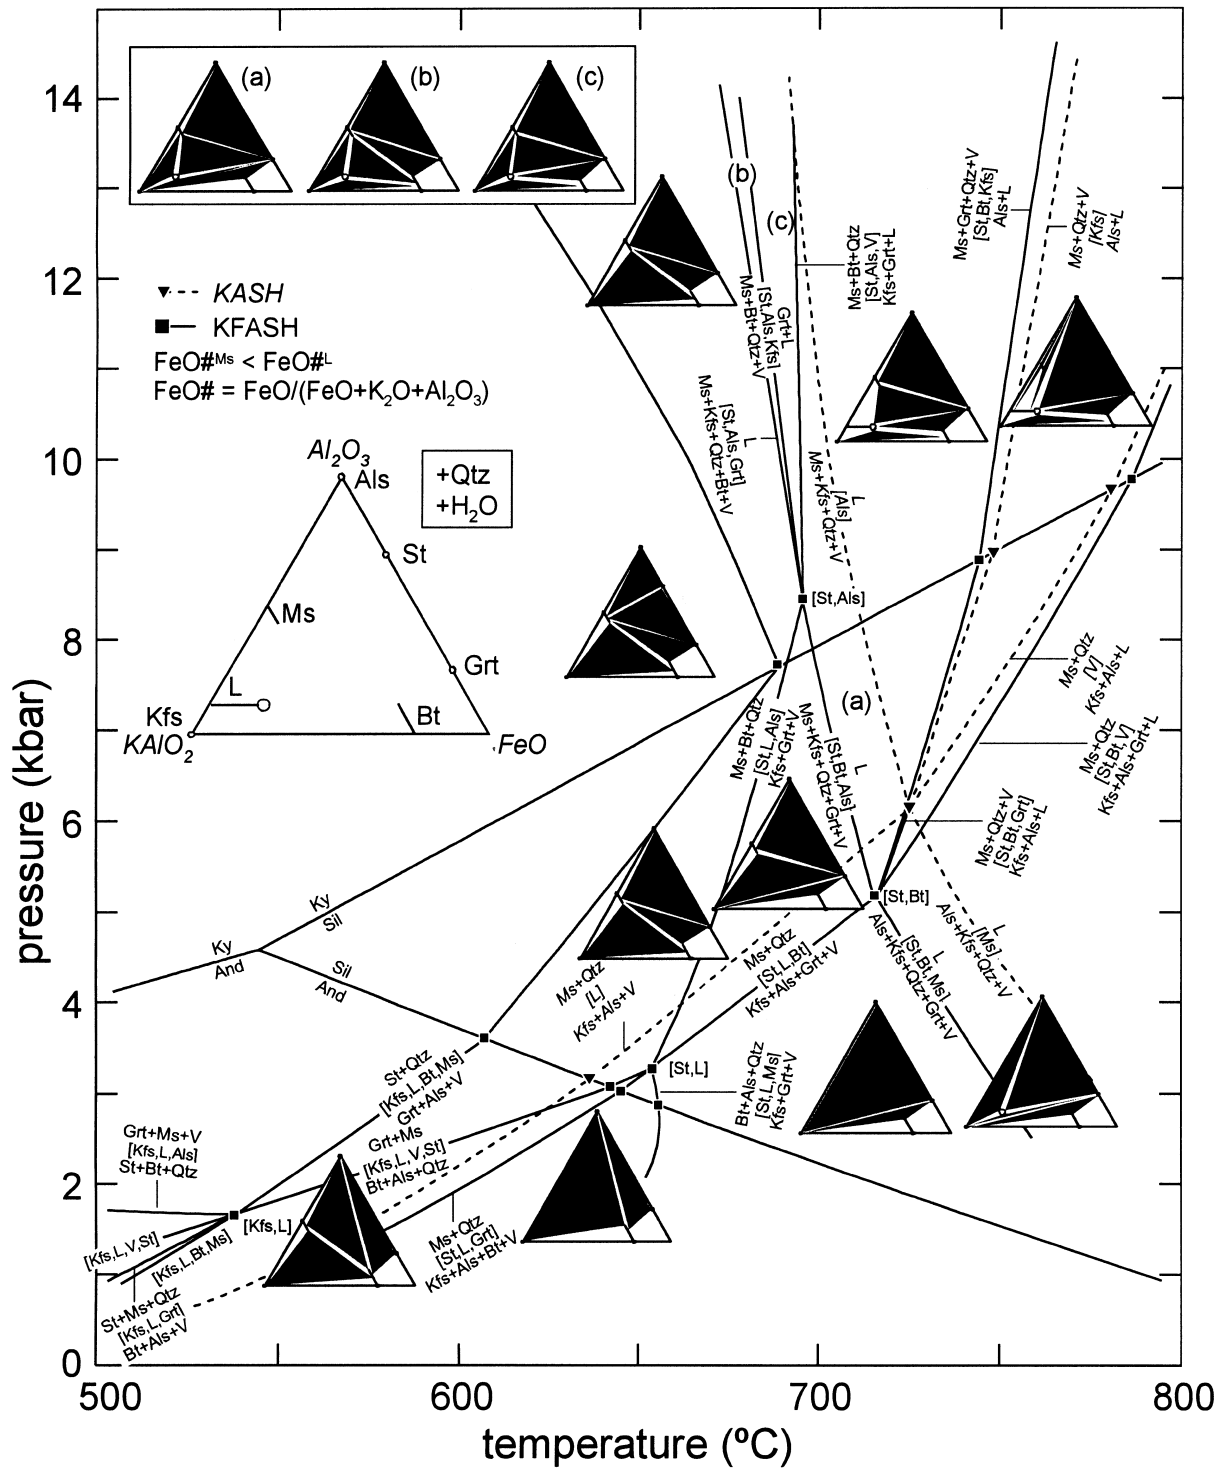 (a)
(b)
(c)
KASH
KFASH
FeO#Ms < FeO#L
FeO# = FeO/(FeO+K2O+Al2O3)
Al2O3
Als
+Qtz
+H2O
St
Ms
Grt
L
Kfs
Bt
KAlO2
FeO
(b)
(c)
Grt+L
[St,Als,Kfs]
Ms+Bt+Qtz+V
L
[St,Als,Grt]
Ms+Kfs+Qtz+Bt+V
Ms+Bt+Qtz
[St,Als,V]
Kfs+Grt+L
Ms+Grt+Qtz+V
[St,Bt,Kfs]
Als+L
Ms+Qtz+V
[Kfs]
Als+L
L
[Als]
Ms+Kfs+Qtz+V
[St,Als]
(a)
Ms+Bt+Qtz
[St,L,Als]
Kfs+Grt+V
L
[St,Bt,Als]
Ms+Kfs+Qtz+Grt+V
Ms+Qtz
[V]
Kfs+Als+L
Ms+Qtz
[St,Bt,V]
Kfs+Als+Grt+L
Ms+Qtz+V
[St,Bt,Grt]
Kfs+Als+L
[St,Bt]
Ky
Sil
Ky
And
Sil
And
Ms+Qtz
[L]
Kfs+Als+V
Ms+Qtz
[St,L,Bt]
Kfs+Als+Grt+V
L
[St,Bt,Ms]
Als+Kfs+Qtz+Grt+V
L
[Ms]
Als+Kfs+Qtz+V
St+Qtz
[Kfs,L,Bt,Ms]
Grt+Als+V
[St,L]
Bt+Als+Qtz
[St,L,Ms]
Kfs+Grt+V
Grt+Ms+V
[Kfs,L,Als]
St+Bt+Qtz
Grt+Ms
[Kfs,L,V,St]
Bt+Als+Qtz
[Kfs,L]
[Kfs,L,V,St]
[Kfs,L,Bt,Ms]
Ms+Qtz
[St,L,Grt]
Kfs+Als+Bt+V
St+Ms+Qtz
[Kfs,L,Grt]
Bt+Als+V
14
12
10
8
6
4
2
0
pressure (kbar)
500
600
700
800
temperature (ºC)